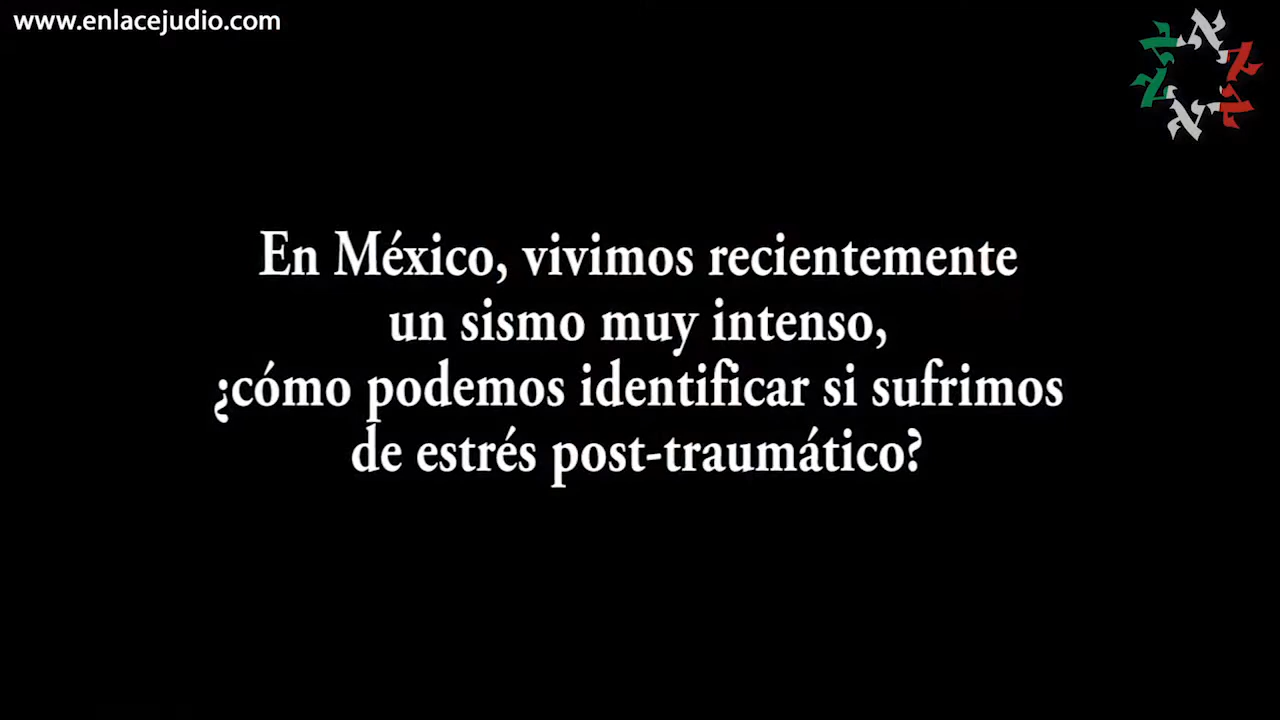 www.enlacejudio.com
En México, vivimos recientemente
un sismo muy intenso,
¿cómo podemos identificar si sufrimos
de estrés post-traumático?